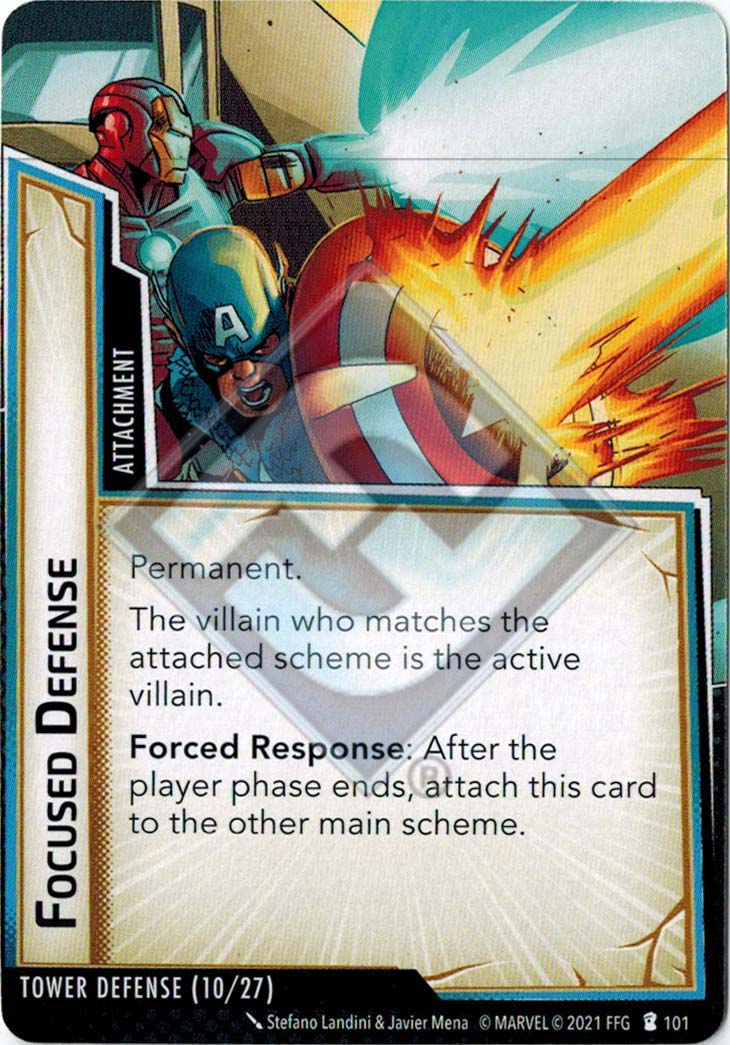 A
ATTACHMENT
FOCUSED DEFENSE
Permanent.
The villain who matches the
attached scheme is the active
villain.
Forced Response: After the
player phase ends, attach this card
to the other main scheme.
®
TOWER DEFENSE (10/27)
Stefano Landini & Javier Mena © MARVEL © 2021 FFG 101